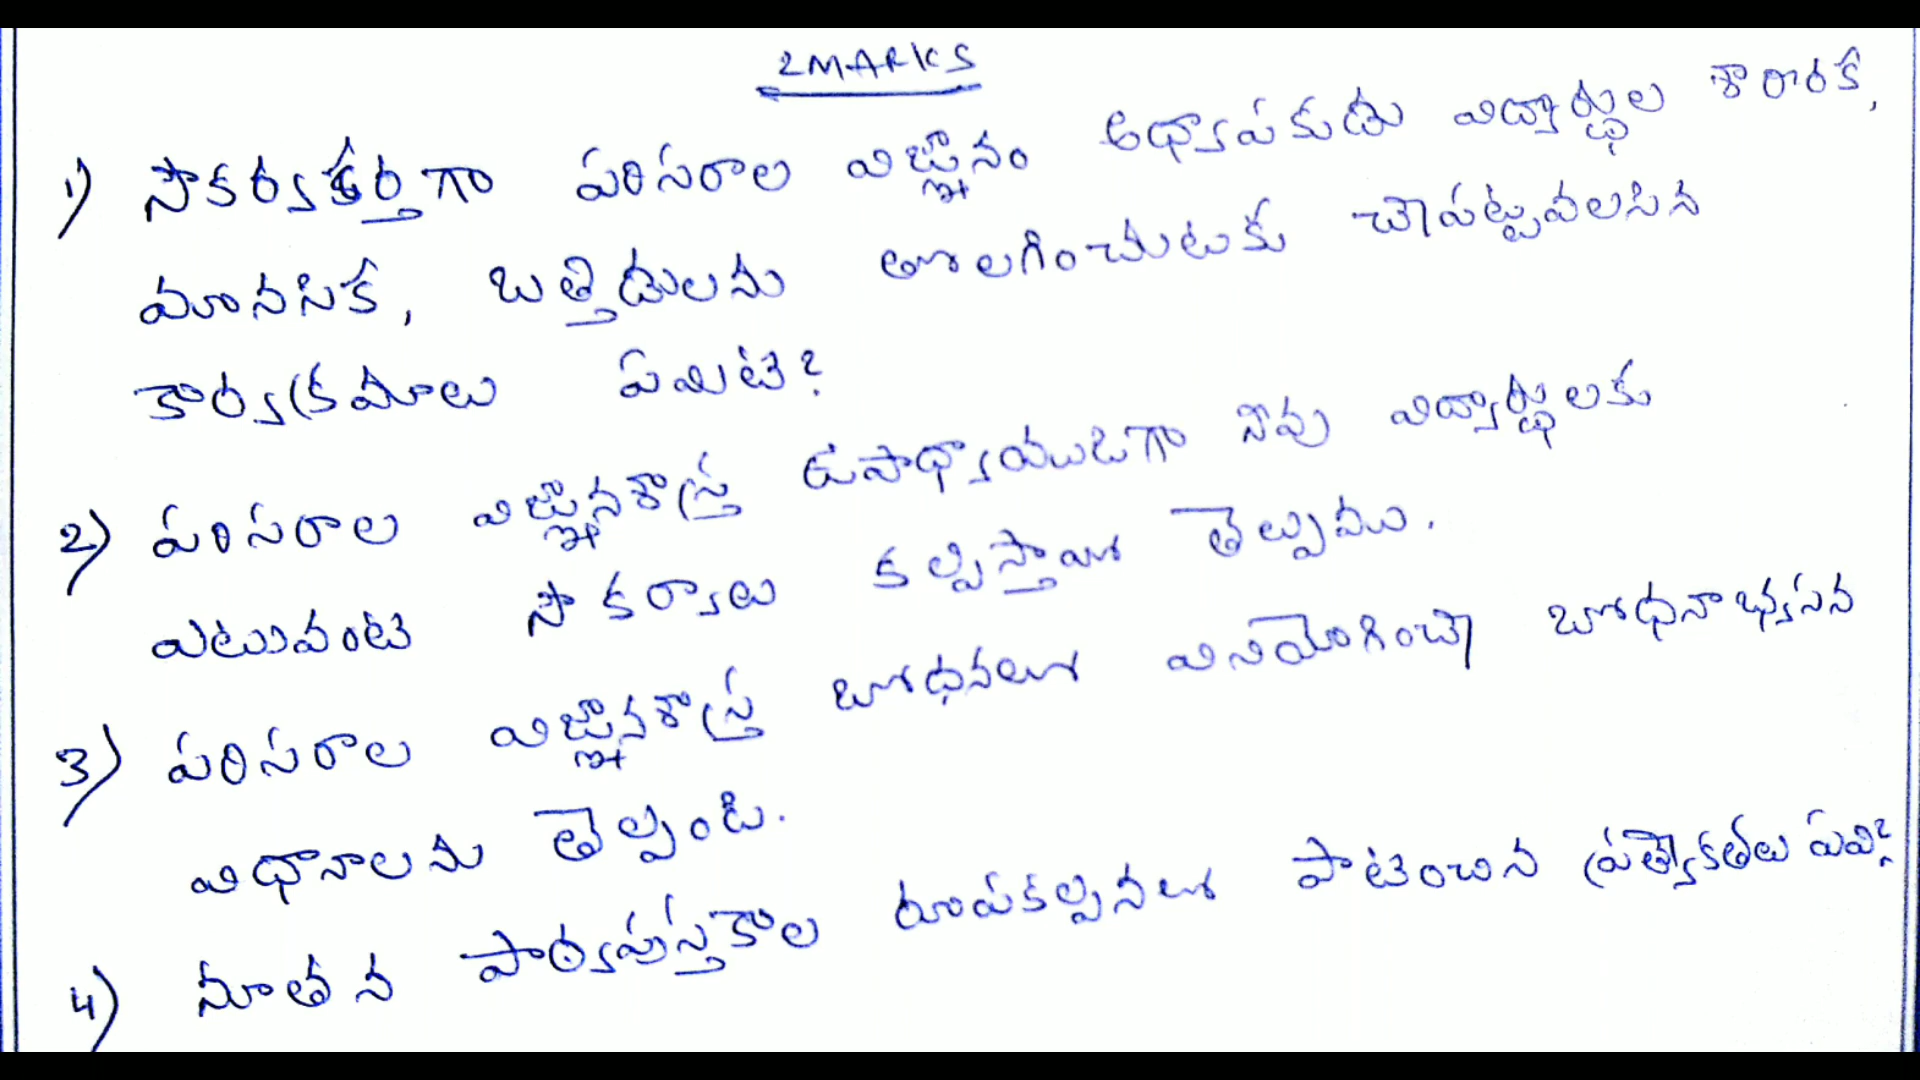 2MARKS
1) సౌకర్యకర్తగా పరిసరాల విజ్ఞానం అధ్యాపకుడు విద్యార్థుల శారీరక,
మానసిక, ఒత్తిడులను తొలగించుటకు చేపట్టవలసిన
కార్యక్రమాలు ఏమిటి?
2) పరిసరాల విజ్ఞానశాస్త్ర ఉపాధ్యాయుడిగా నీవు విద్యార్థులకు
ఎటువంటి సౌకర్యాలు కల్పిస్తావో తెల్పుము.
3) పరిసరాల విజ్ఞానశాస్త్ర బోధనలో వినియోగించే బోధనాభ్యసన
విధానాలను తెల్పండి.
4) నూతన పాఠ్యపుస్తకాల రూపకల్పనలో పాటించిన ప్రత్యేకతలు ఏవి?